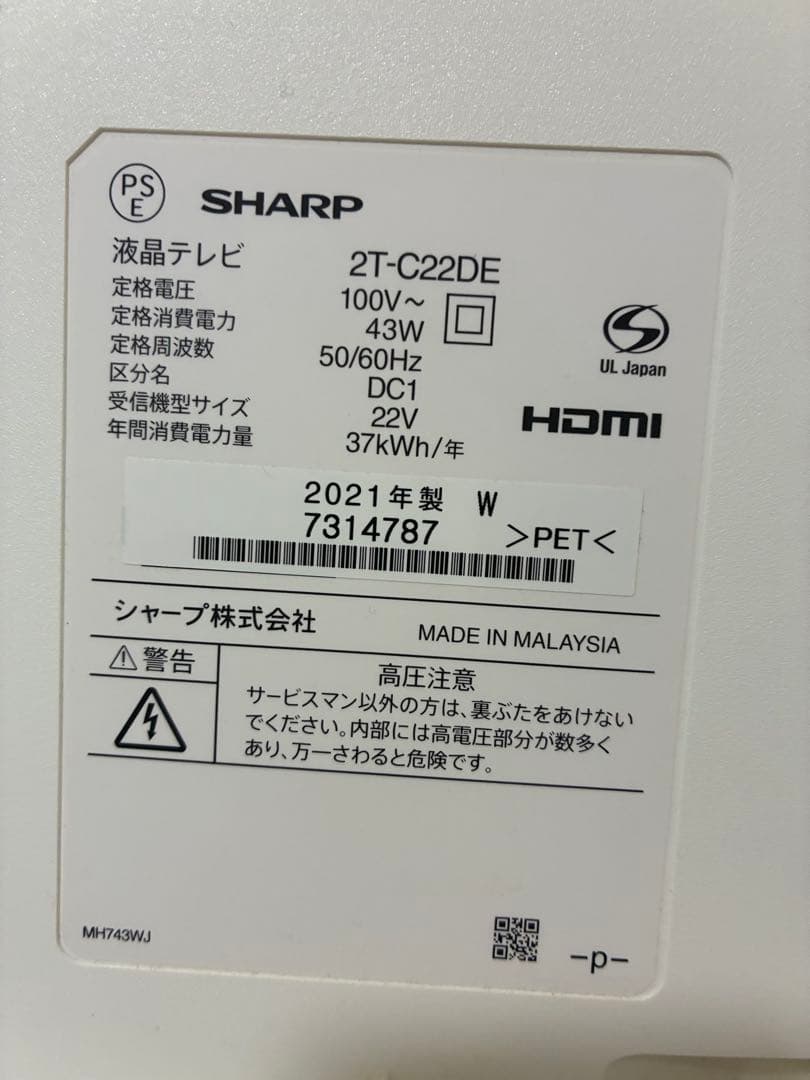 PS
E
SHARP
液晶テレビ 2T-C22DE
定格電圧 100V～
定格消費電力 43W
定格周波数 50/60Hz
区分名 DC1
受信機型サイズ 22V
年間消費電力量 37kWh/年
UL Japan
HDMI
2021年製 W
7314787 >PET<
シャープ株式会社 MADE IN MALAYSIA
⚠警告
高圧注意
サービスマン以外の方は、裏ぶたをあけない
でください。内部には高電圧部分が数多く
あり、万一さわると危険です。
MH743WJ
-p-